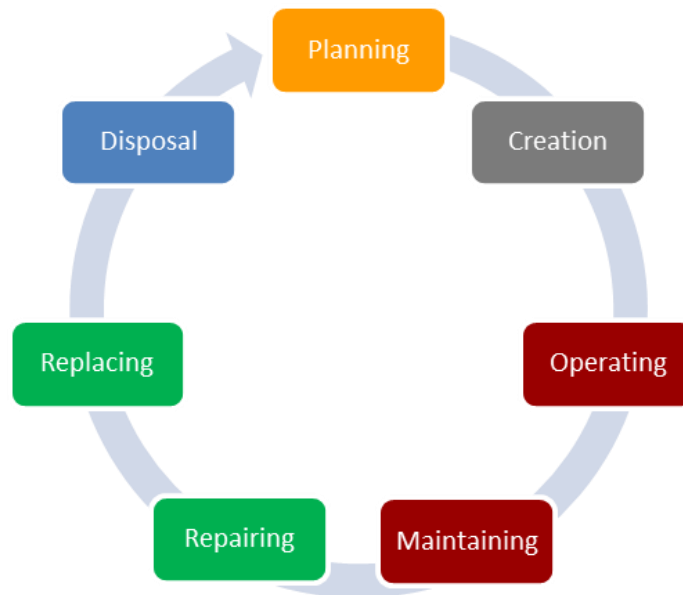 Planning
Creation
Operating
Maintaining
Repairing
Replacing
Disposal